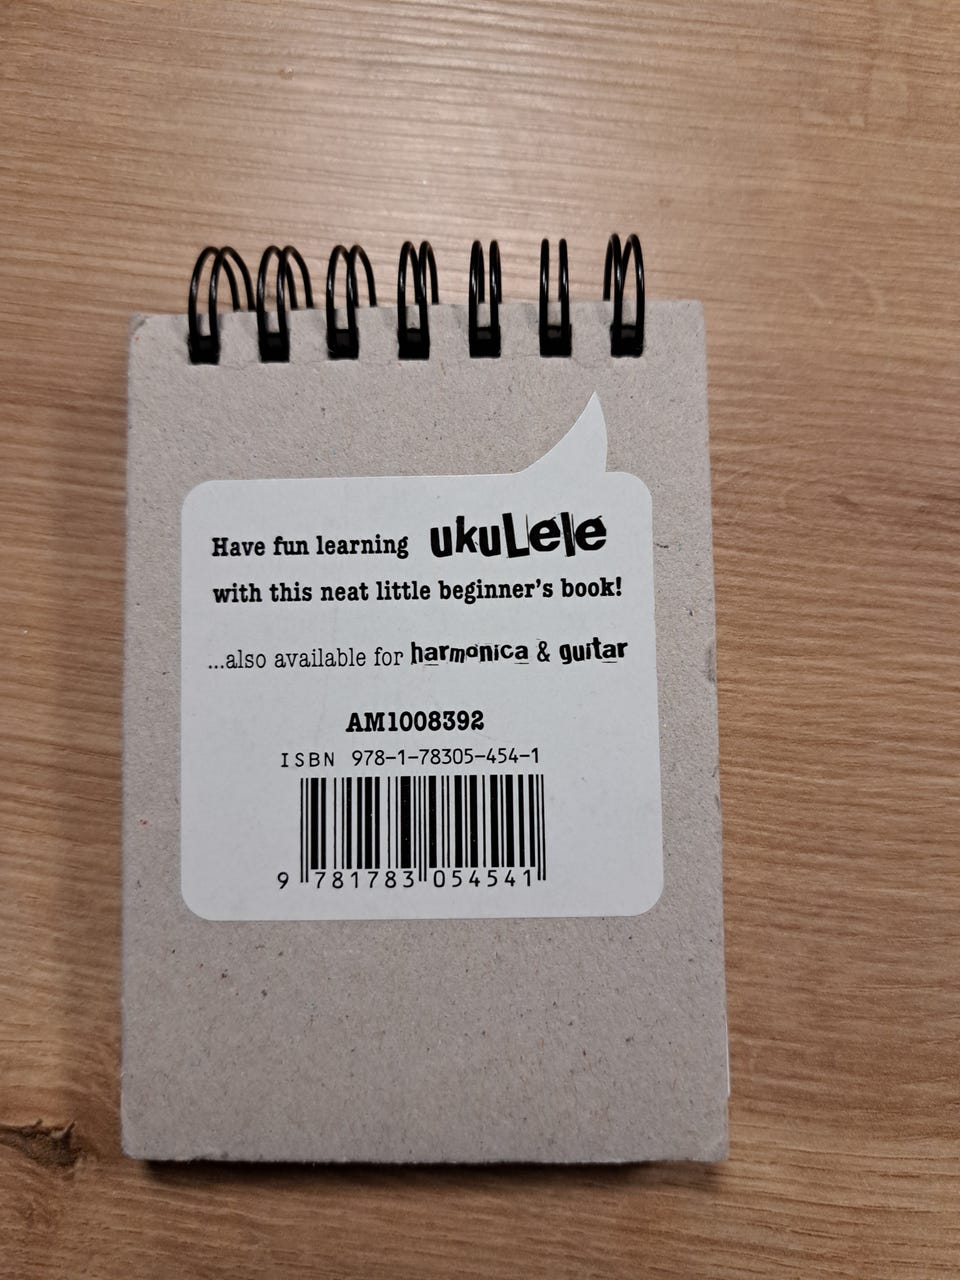 Have fun learning ukuLele
with this neat little beginner's book!
...also available for harmonica & guitar
AM1008392
ISBN 978-1-78305-454-1
9 781783 054541